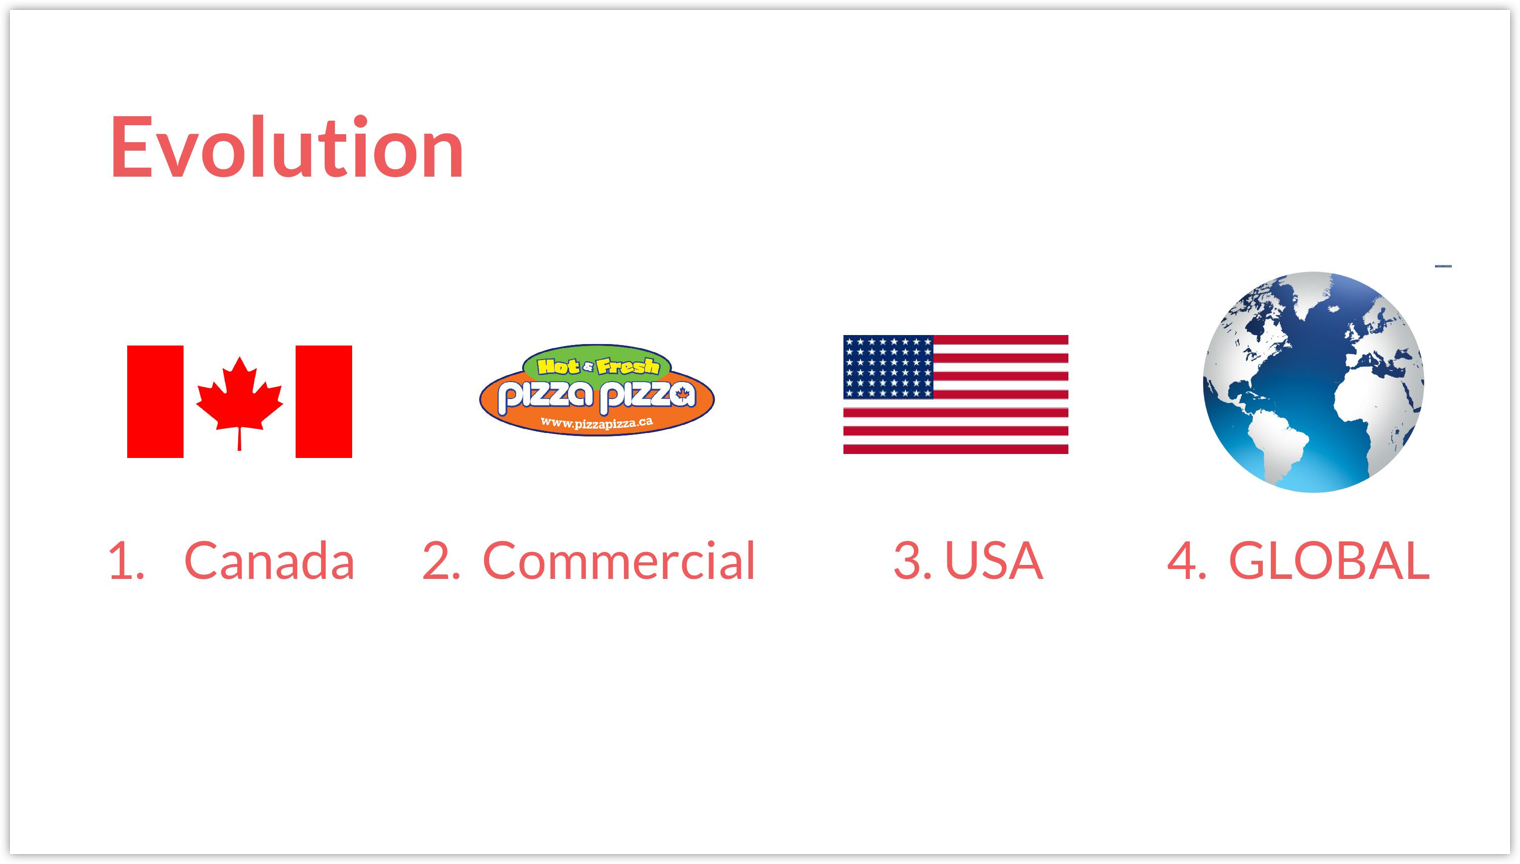 Evolution
Hot & Fresh
pizza pizza
www.pizzapizza.ca
1. Canada
2. Commercial
3. USA
4. GLOBAL